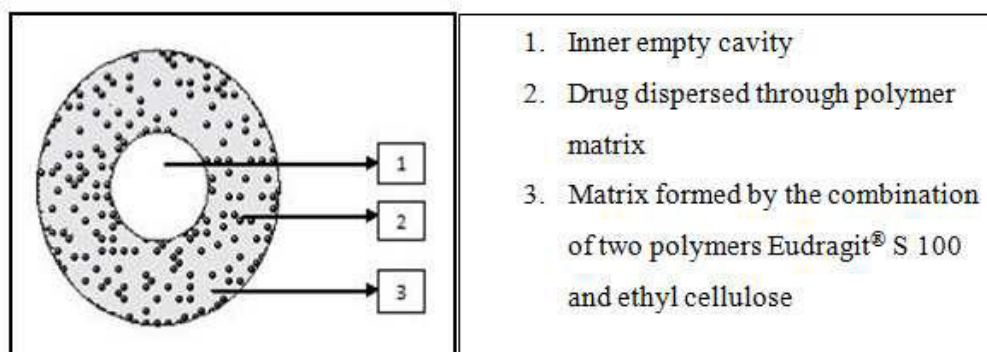 1
2
3
1. Inner empty cavity
2. Drug dispersed through polymer
matrix
3. Matrix formed by the combination
of two polymers Eudragit® S 100
and ethyl cellulose